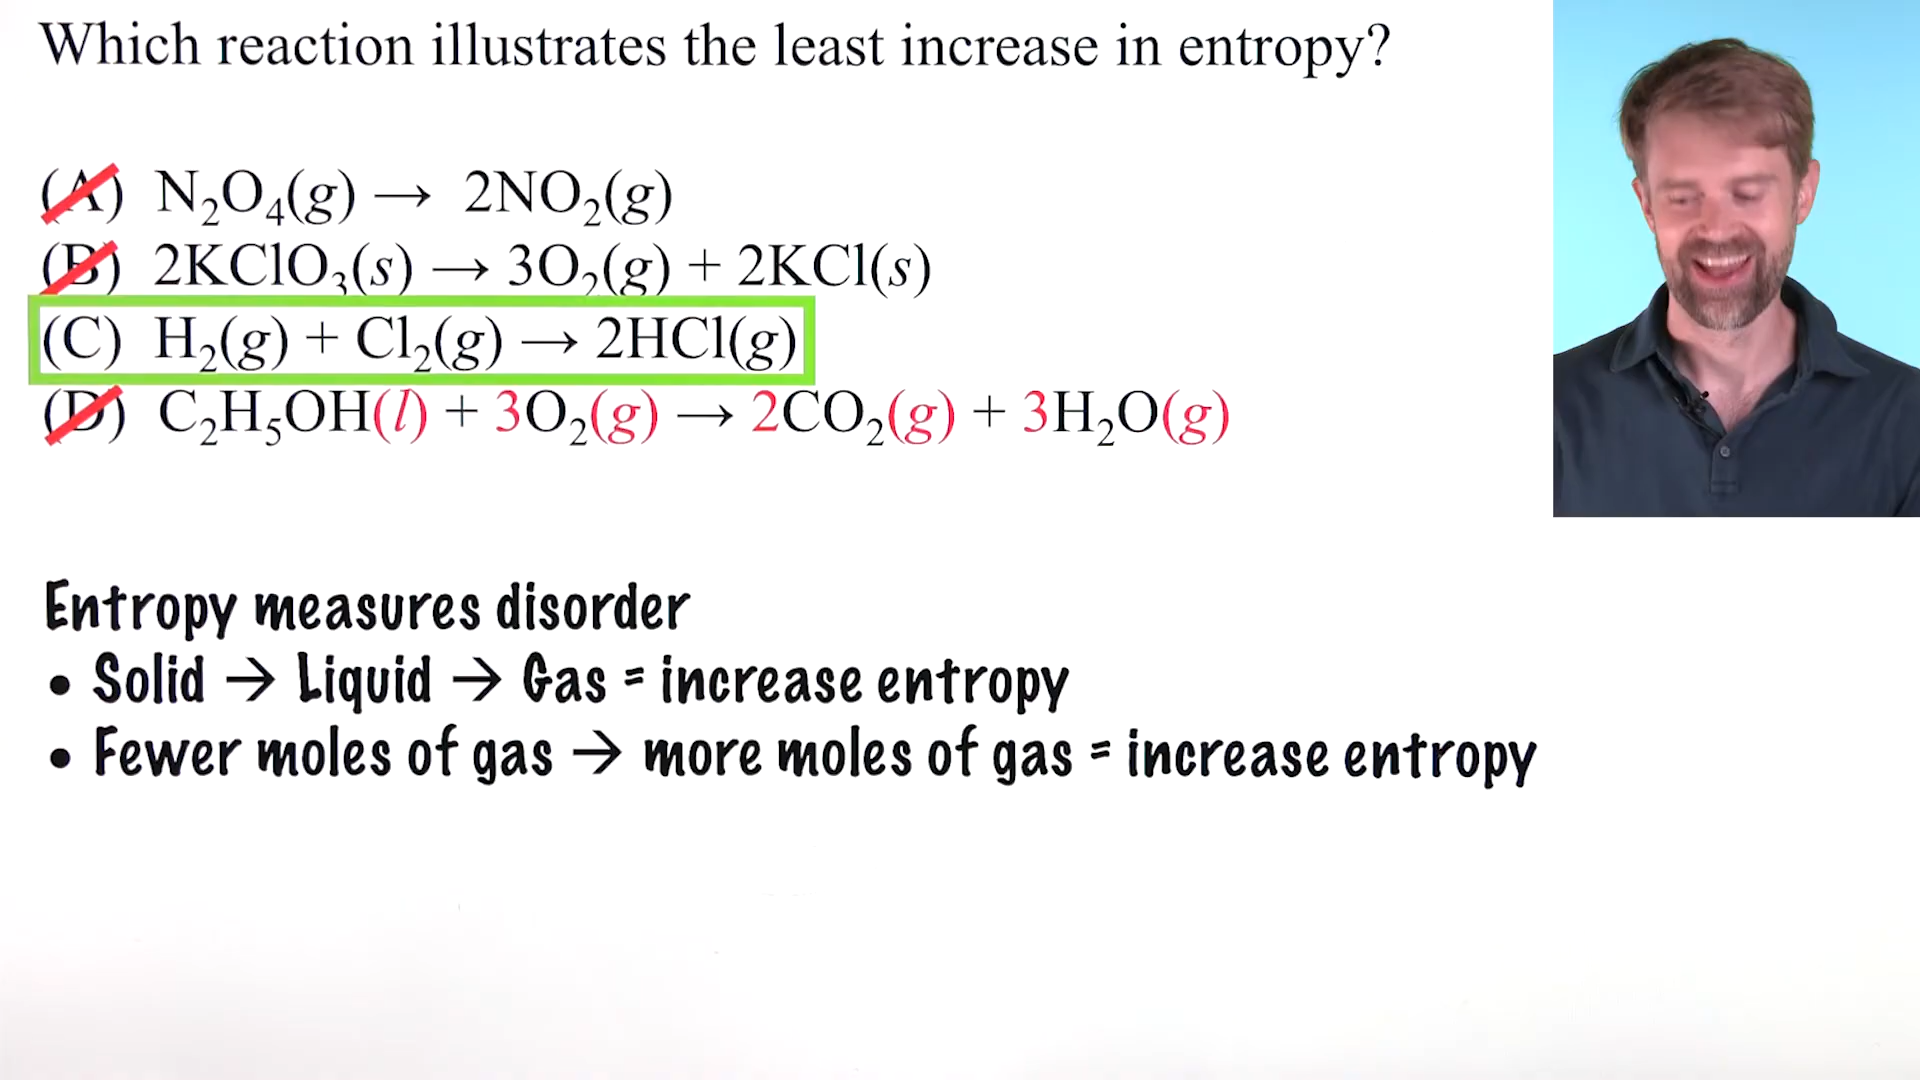 Which reaction illustrates the least increase in entropy?
(A) N₂O₄(g) → 2NO₂(g)
(B) 2KClO₃(s) → 3O₂(g) + 2KCl(s)
(C) H₂(g) + Cl₂(g) → 2HCl(g)
(D) C₂H₅OH(l) + 3O₂(g) → 2CO₂(g) + 3H₂O(g)
Entropy measures disorder
• Solid → Liquid → Gas = increase entropy
• Fewer moles of gas → more moles of gas = increase entropy